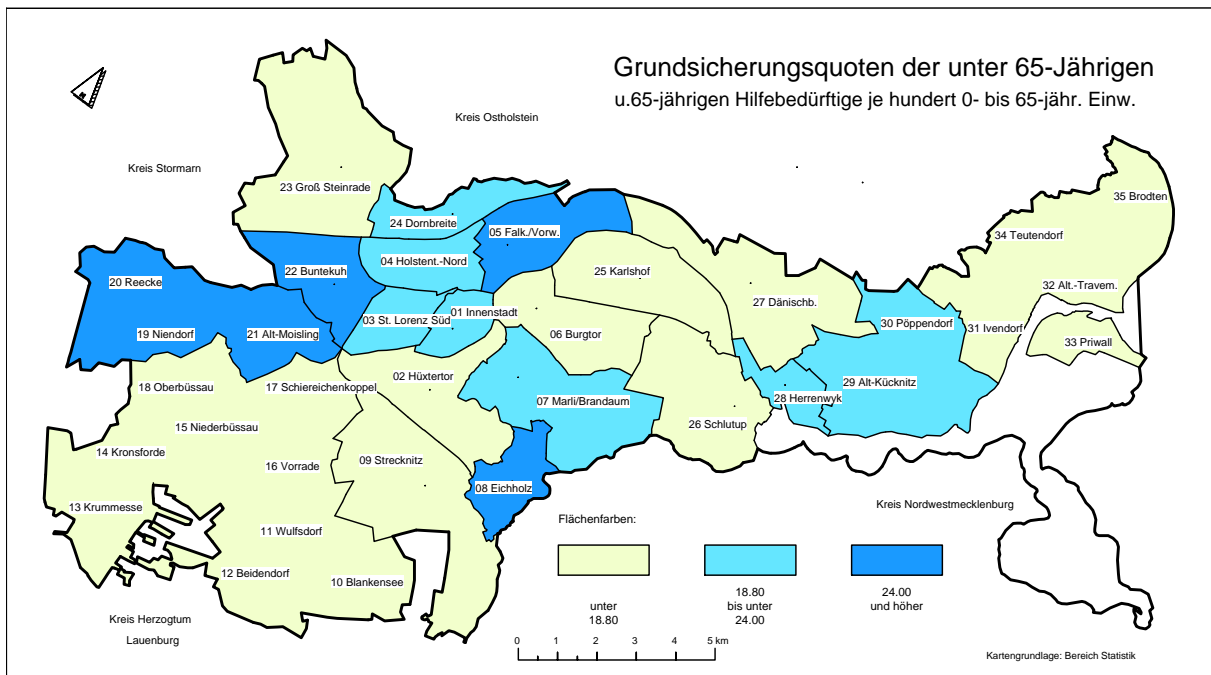 Grundsicherungsquoten der unter 65-Jährigen
u.65-jährigen Hilfebedürftige je hundert 0- bis 65-jähr. Einw.
Kreis Ostholstein
Kreis Stormarn
23 Groß Steinrade
35 Brodten
24 Dornbreite
05 Falk./Vorw.
34 Teutendorf
04 Holstent.-Nord
22 Buntekuh
25 Karlshof
20 Reecke
32 Alt.-Travem.
27 Dänischb.
01 Innenstadt
03 St. Lorenz Süd
30 Pöppendorf
19 Niendorf
21 Alt-Moisling
06 Burgtor
31 Ivendorf
33 Priwall
02 Hüxtertor
29 Alt-Kücknitz
18 Oberbüssau
17 Schiereichenkoppel
28 Herrenwyk
07 Marli/Brandaum
26 Schlutup
15 Niederbüssau
14 Kronsforde
16 Vorrade
09 Strecknitz
08 Eichholz
13 Krummesse
Kreis Nordwestmecklenburg
Flächenfarben:
11 Wulfsdorf
12 Beidendorf
10 Blankensee
unter
18.80
18.80
bis unter
24.00
24.00
und höher
Kreis Herzogtum
Lauenburg
0 1 2 3 4 5 km
Kartengrundlage: Bereich Statistik